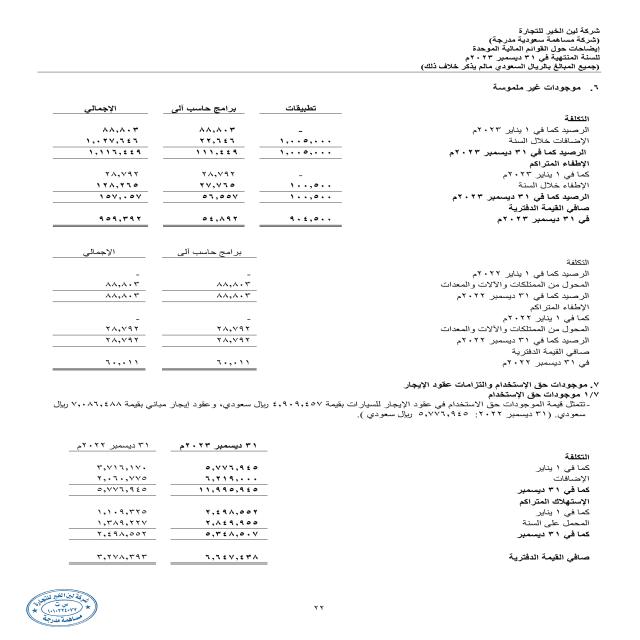 شركة لين الخير للتجارة
(شركة مساهمة سعودية مدرجة)
إيضاحات حول القوائم المالية الموحدة
للسنة المنتهية في ٣١ ديسمبر ٢٠٢٣م
(جميع المبالغ بالريال السعودي مالم يذكر خلاف ذلك)
٦. موجودات غير ملموسة
تطبيقات برامج حاسب آلى الإجمالي
التكلفة
الرصيد كما في ١ يناير ٢٠٢٣م - ٨٨,٨٠٣ ٨٨,٨٠٣
الإضافات خلال السنة ١,٠٠٥,٠٠٠ ٢٢,٦٤٦ ١,٠٢٧,٦٤٦
الرصيد كما في ٣١ ديسمبر ٢٠٢٣م ١,٠٠٥,٠٠٠ ١١١,٤٤٩ ١,١١٦,٤٤٩
الإطفاء المتراكم
كما في ١ يناير ٢٠٢٣م - ٢٨,٧٩٢ ٢٨,٧٩٢
الإطفاء خلال السنة ١٠٠,٥٠٠ ٢٧,٧٦٥ ١٢٨,٢٦٥
الرصيد كما في ٣١ ديسمبر ٢٠٢٣م ١٠٠,٥٠٠ ٥٦,٥٥٧ ١٥٧,٠٥٧
صافي القيمة الدفترية
في ٣١ ديسمبر ٢٠٢٣م ٩٠٤,٥٠٠ ٥٤,٨٩٢ ٩٥٩,٣٩٢
برامج حاسب آلى الإجمالي
التكلفة
الرصيد كما في ١ يناير ٢٠٢٢م - -
المحول من الممتلكات والآلات والمعدات ٨٨,٨٠٣ ٨٨,٨٠٣
الرصيد كما في ٣١ ديسمبر ٢٠٢٢م ٨٨,٨٠٣ ٨٨,٨٠٣
الإطفاء المتراكم
كما في ١ يناير ٢٠٢٢م - -
المحول من الممتلكات والآلات والمعدات ٢٨,٧٩٢ ٢٨,٧٩٢
الرصيد كما في ٣١ ديسمبر ٢٠٢٢م ٢٨,٧٩٢ ٢٨,٧٩٢
صافي القيمة الدفترية
في ٣١ ديسمبر ٢٠٢٢م ٦٠,٠١١ ٦٠,٠١١
٧. موجودات حق الإستخدام والتزامات عقود الإيجار
١/٧ موجودات حق الإستخدام
- تتمثل قيمة الموجودات حق الاستخدام في عقود الإيجار للسيارات بقيمة ٤,٩٠٩,٤٥٧ ريال سعودي، وعقود إيجار مباني بقيمة ٧,٠٨٦,٤٨٨ ريال
سعودي. (٣١ ديسمبر ٢٠٢٢: ٥,٧٧٦,٩٤٥ ريال سعودي ).
٣١ ديسمبر ٢٠٢٣م ٣١ ديسمبر ٢٠٢٢م
التكلفة
كما في ١ يناير ٥,٧٧٦,٩٤٥ ٣,٧١٦,١٧٠
الإضافات ٦,٢١٩,٠٠٠ ٢,٠٦٠,٧٧٥
كما في ٣١ ديسمبر ١١,٩٩٥,٩٤٥ ٥,٧٧٦,٩٤٥
الإستهلاك المتراكم
كما في ١ يناير ٢,٤٩٨,٥٥٢ ١,١٠٩,٣٢٥
المحمل على السنة ٢,٨٤٩,٩٥٥ ١,٣٨٩,٢٢٧
كما في ٣١ ديسمبر ٥,٣٤٨,٥٠٧ ٢,٤٩٨,٥٥٢
صافي القيمة الدفترية ٦,٦٤٧,٤٣٨ ٣,٢٧٨,٣٩٣
شركة لين الخير للتجارة
س ت
١٠١٠٢٢٤٠٧٧
مساهمة مدرجة
٢٢